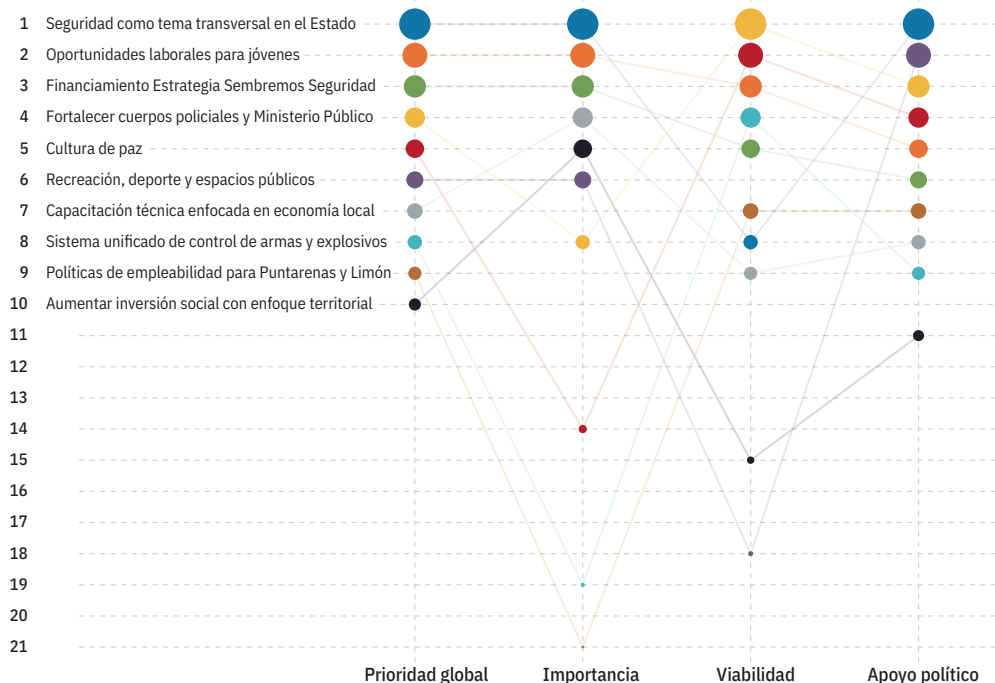 1 Seguridad como tema transversal en el Estado
2 Oportunidades laborales para jóvenes
3 Financiamiento Estrategia Sembremos Seguridad
4 Fortalecer cuerpos policiales y Ministerio Público
5 Cultura de paz
6 Recreación, deporte y espacios públicos
7 Capacitación técnica enfocada en economía local
8 Sistema unificado de control de armas y explosivos
9 Políticas de empleabilidad para Puntarenas y Limón
10 Aumentar inversión social con enfoque territorial
11
12
13
14
15
16
17
18
19
20
21
Prioridad global Importancia Viabilidad Apoyo político